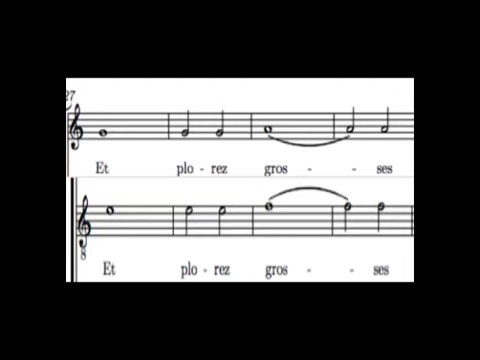 27
Et plo - rez gros - - ses
8
Et plo - rez gros - - ses